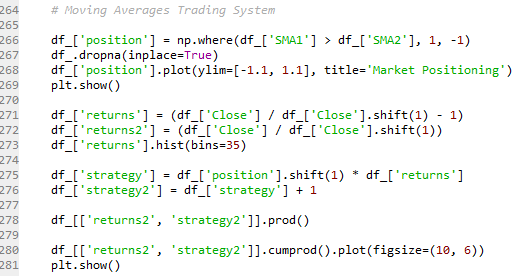 264 # Moving Averages Trading System
265
266 df_['position'] = np.where(df_['SMA1'] > df_['SMA2'], 1, -1)
267 df_.dropna(inplace=True)
268 df_['position'].plot(ylim=[-1.1, 1.1], title='Market Positioning')
269 plt.show()
270
271 df_['returns'] = (df_['Close'] / df_['Close'].shift(1) - 1)
272 df_['returns2'] = (df_['Close'] / df_['Close'].shift(1))
273 df_['returns'].hist(bins=35)
274
275 df_['strategy'] = df_['position'].shift(1) * df_['returns']
276 df_['strategy2'] = df_['strategy'] + 1
277
278 df_[['returns2', 'strategy2']].prod()
279
280 df_[['returns2', 'strategy2']].cumprod().plot(figsize=(10, 6))
281 plt.show()